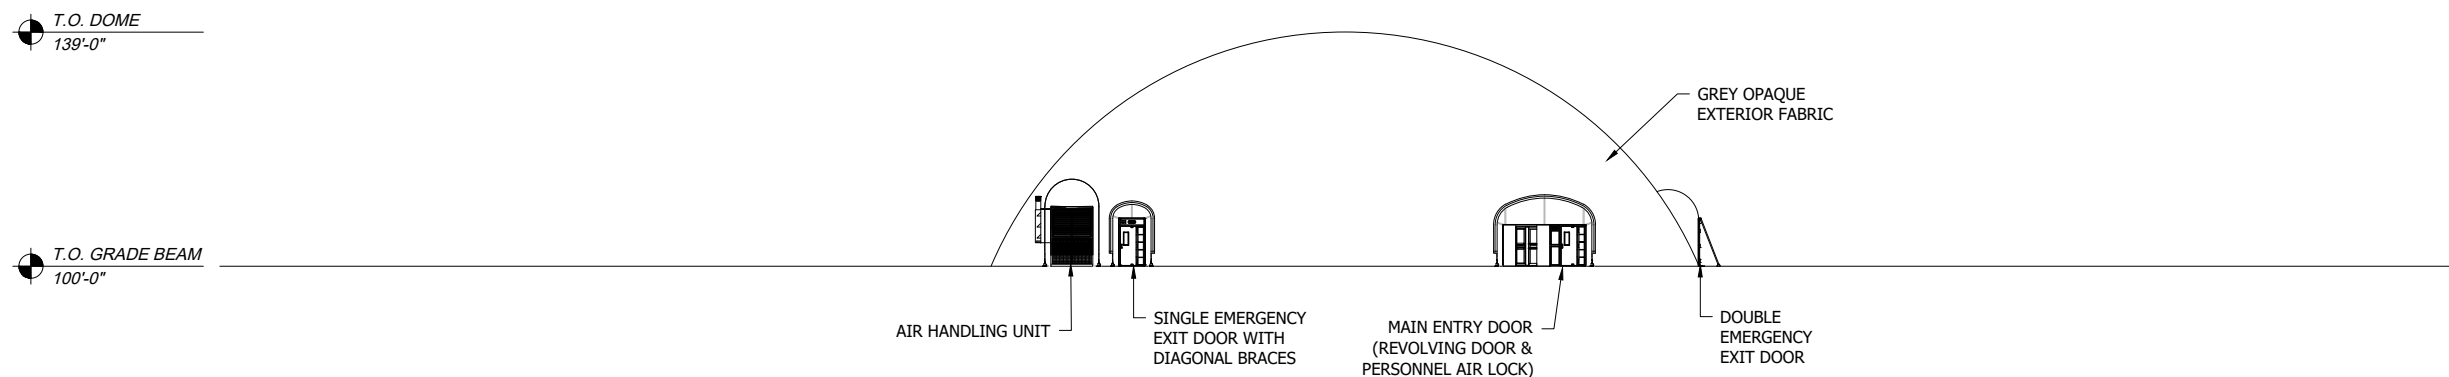 T.O. DOME
139'-0"
GREY OPAQUE
EXTERIOR FABRIC
T.O. GRADE BEAM
100'-0"
AIR HANDLING UNIT
SINGLE EMERGENCY
EXIT DOOR WITH
DIAGONAL BRACES
MAIN ENTRY DOOR
(REVOLVING DOOR &
PERSONNEL AIR LOCK)
DOUBLE
EMERGENCY
EXIT DOOR